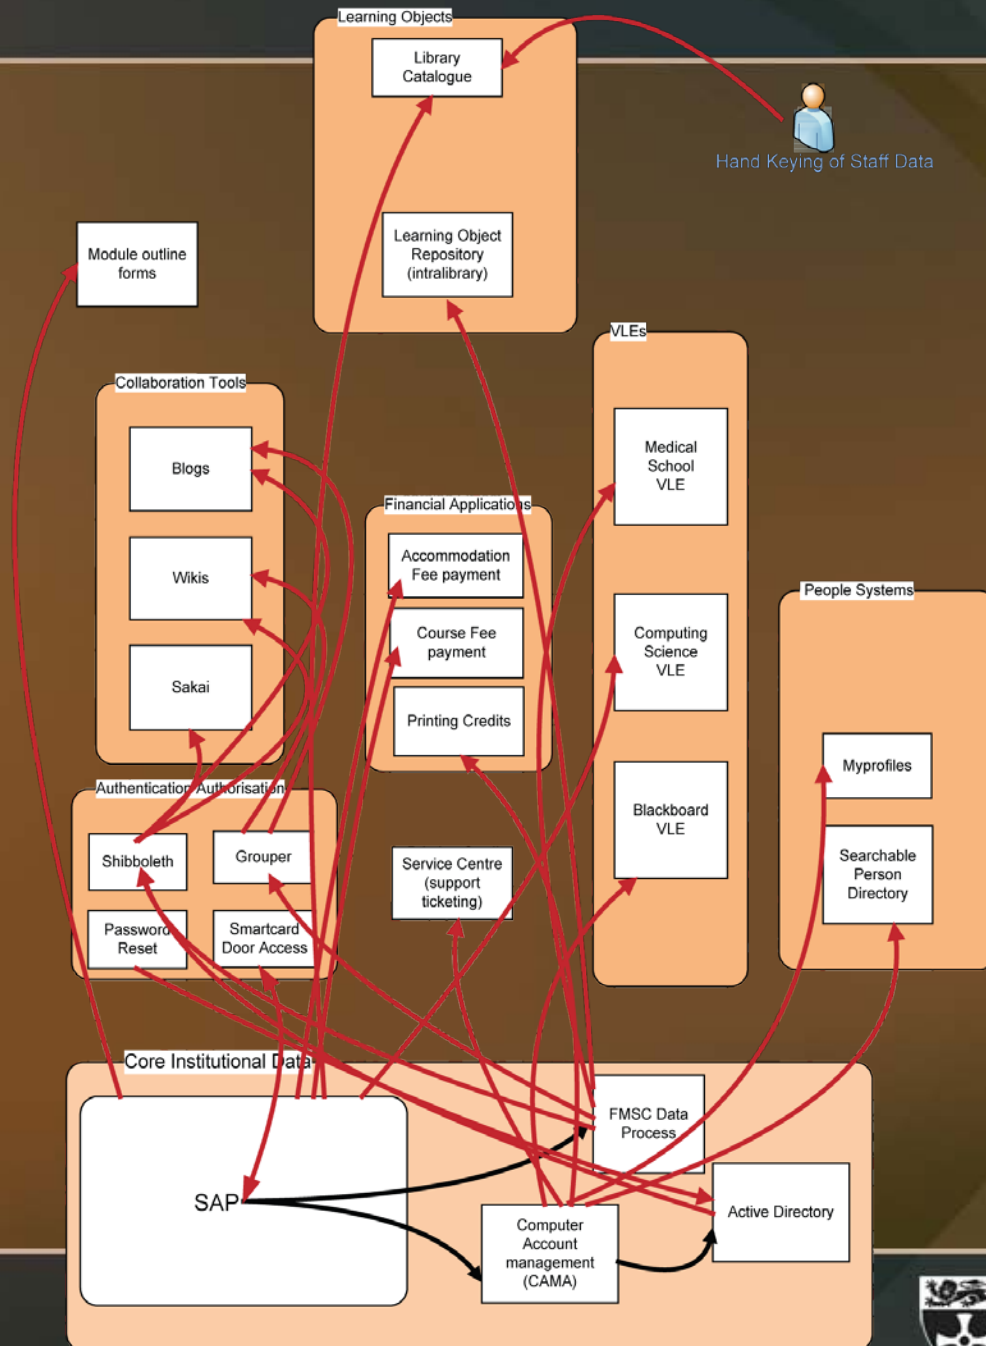 Learning Objects
Library
Catalogue
Hand Keying of Staff Data
Learning Object
Repository
(intralibrary)
Module outline
forms
VLEs
Collaboration Tools
Medical
School
VLE
Blogs
Financial Applications
Accommodation
Fee payment
Wikis
People Systems
Course Fee
payment
Computing
Science
VLE
Sakai
Printing Credits
Myprofiles
Authentication Authorisation
Blackboard
VLE
Shibboleth
Grouper
Service Centre
(support
ticketing)
Searchable
Person
Directory
Password
Reset
Smartcard
Door Access
Core Institutional Data
FMSC Data
Process
SAP
Active Directory
Computer
Account
management
(CAMA)